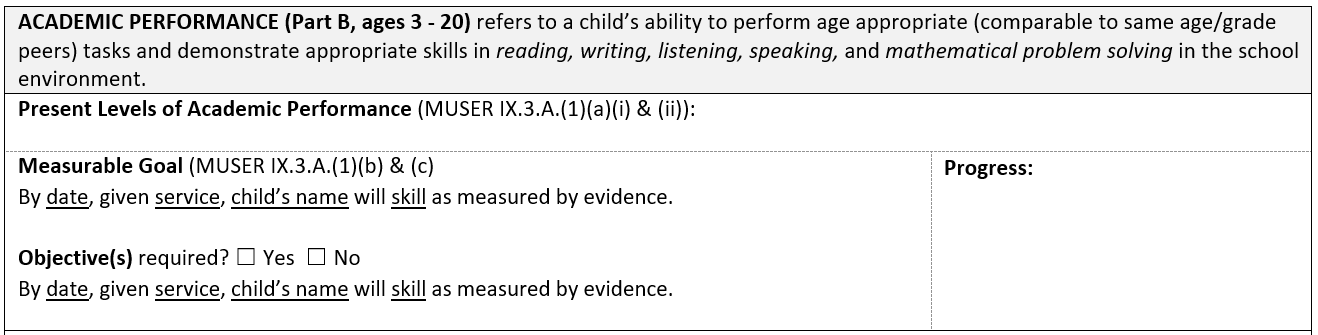 ACADEMIC PERFORMANCE (Part B, ages 3 - 20) refers to a child’s ability to perform age appropriate (comparable to same age/grade
peers) tasks and demonstrate appropriate skills in reading, writing, listening, speaking, and mathematical problem solving in the school
environment.
Present Levels of Academic Performance (MUSER IX.3.A.(1)(a)(i) & (ii)):
Measurable Goal (MUSER IX.3.A.(1)(b) & (c)
By date, given service, child’s name will skill as measured by evidence.
Objective(s) required? ☐ Yes ☐ No
By date, given service, child’s name will skill as measured by evidence.
Progress: